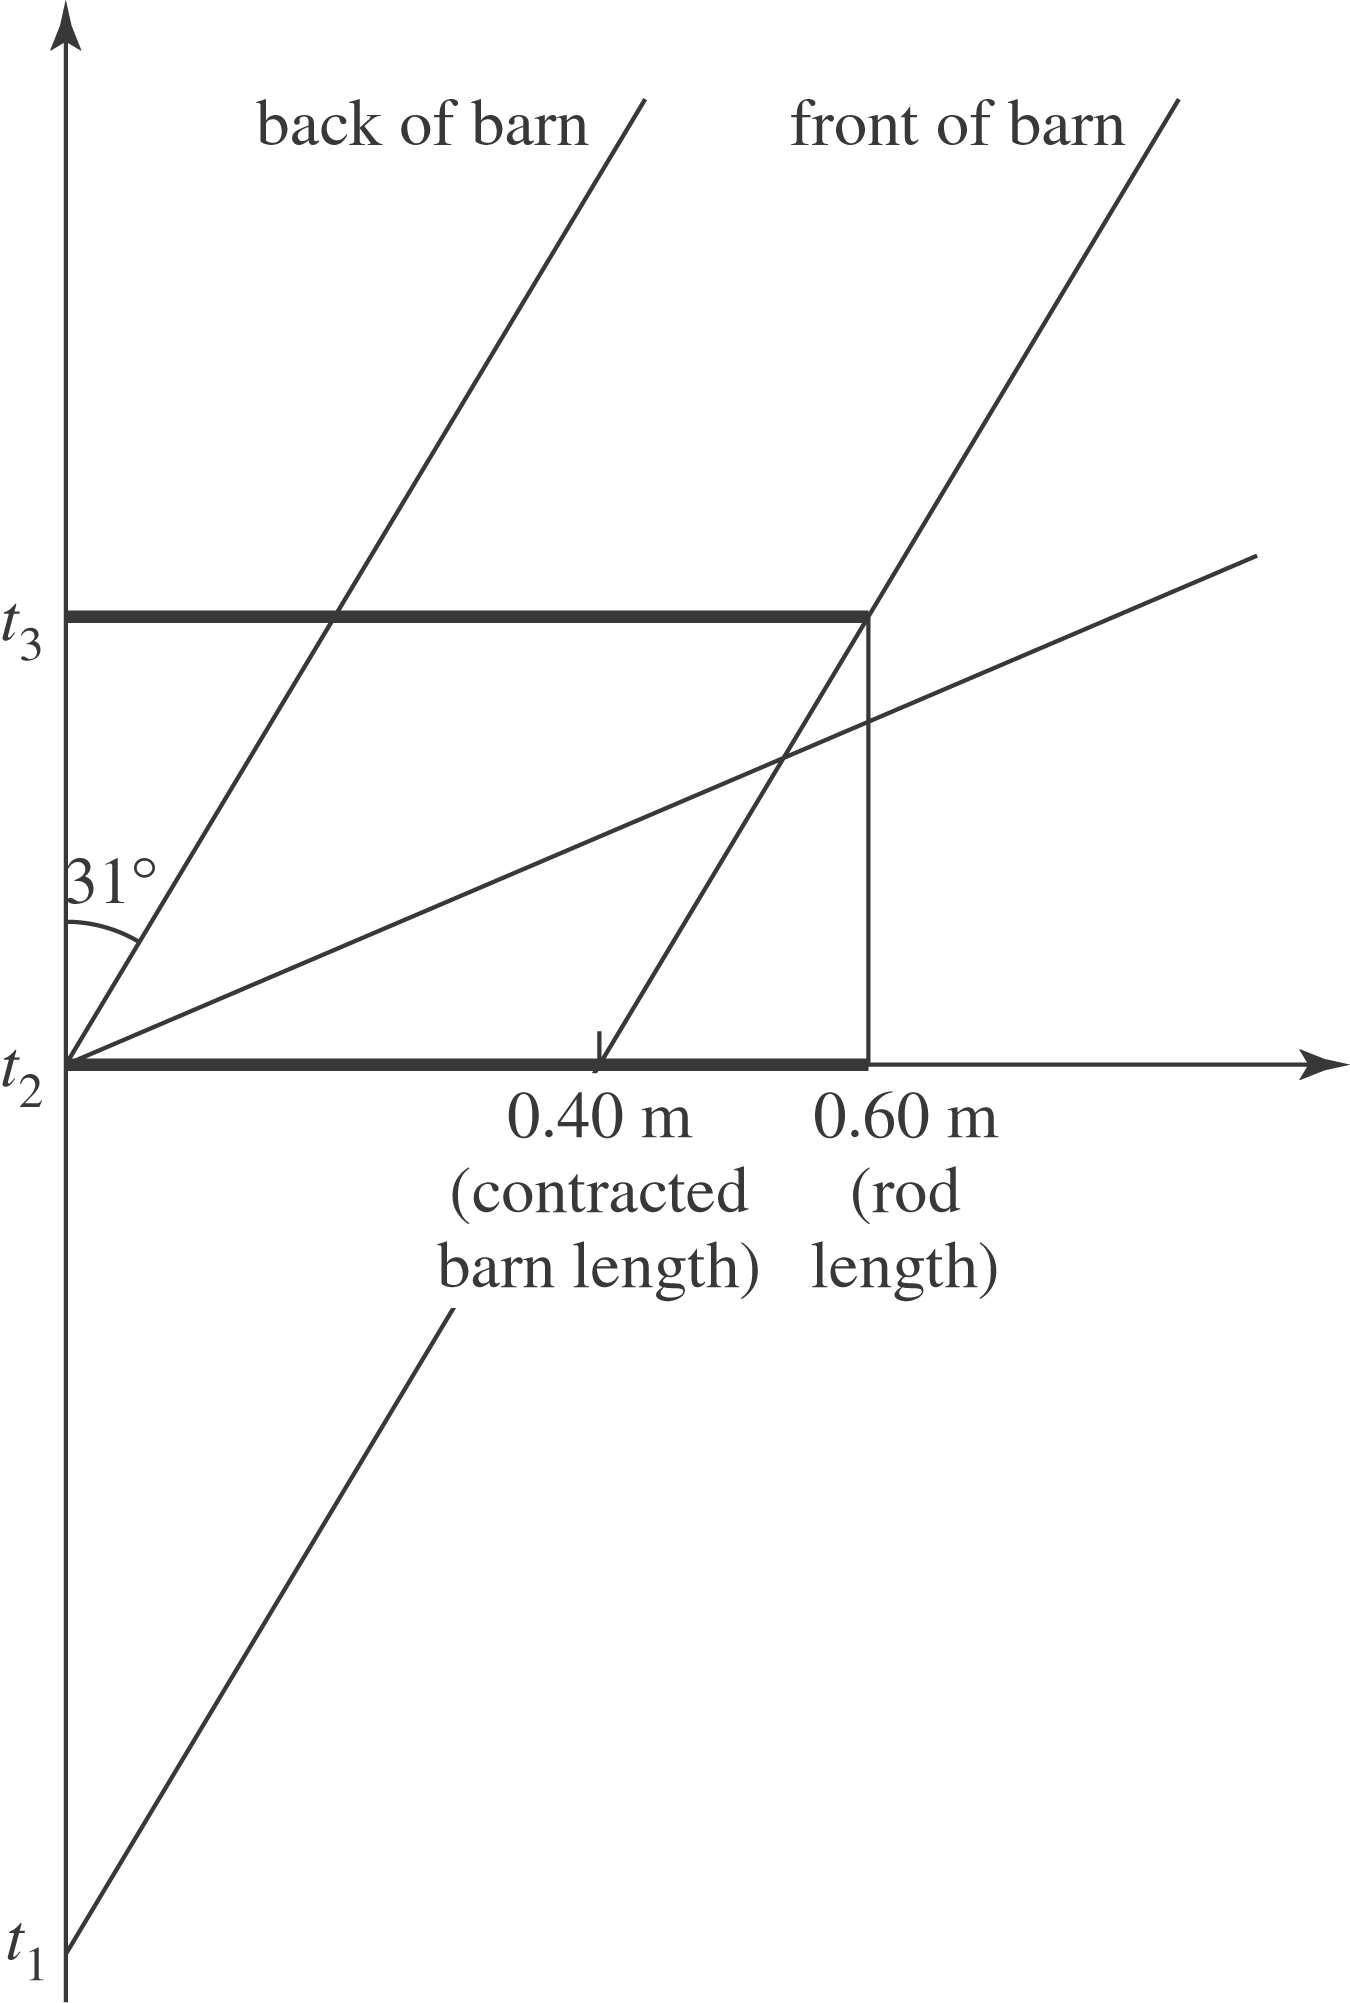 back of barn
front of barn
t3
31°
t2
0.40 m
(contracted
barn length)
0.60 m
(rod
length)
t1